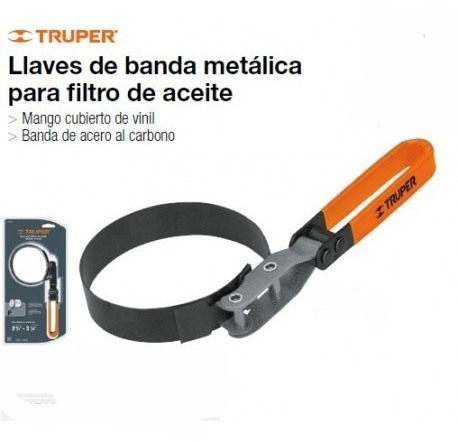 TRUPER®
Llaves de banda metálica
para filtro de aceite
> Mango cubierto de vinil
> Banda de acero al carbono
TRUPER
TRUPER